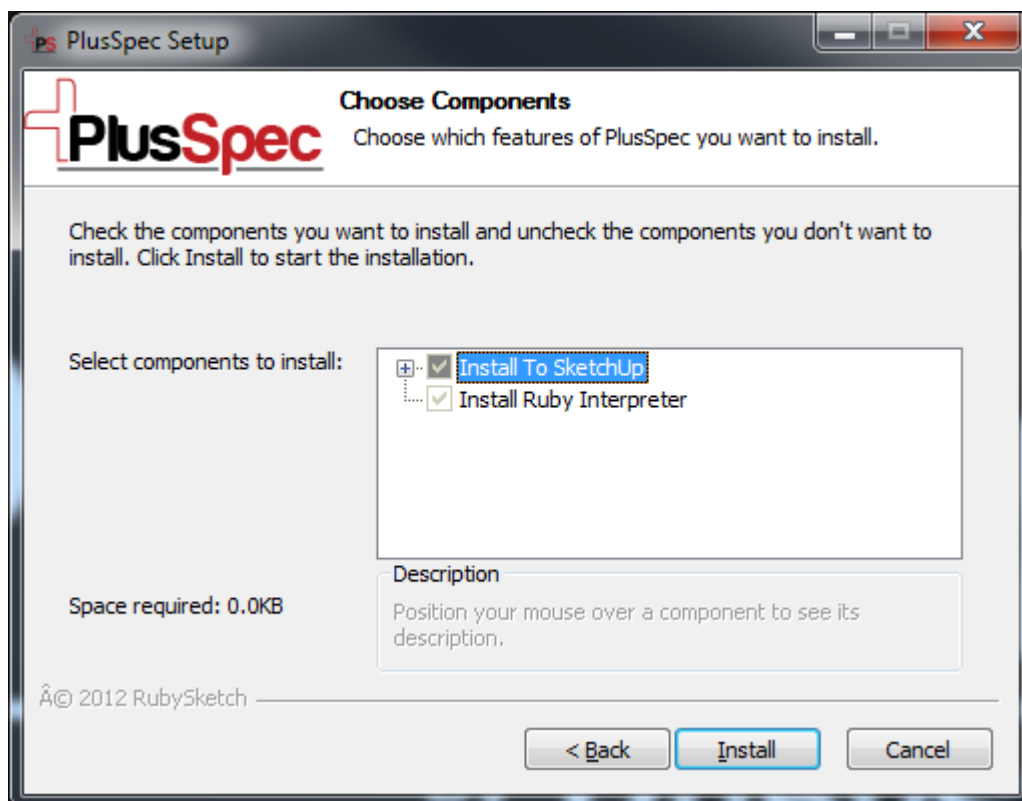 PS PlusSpec Setup
PlusSpec
Choose Components
Choose which features of PlusSpec you want to install.
Check the components you want to install and uncheck the components you don't want to
install. Click Install to start the installation.
Select components to install:
Install To SketchUp
Install Ruby Interpreter
Space required: 0.0KB
Description
Position your mouse over a component to see its
description.
Â© 2012 RubySketch
< Back
Install
Cancel